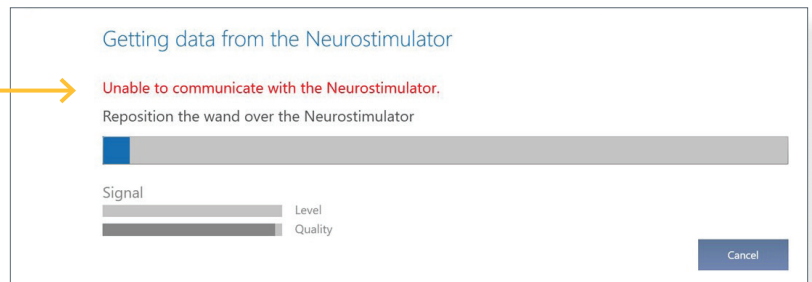 Getting data from the Neurostimulator
Unable to communicate with the Neurostimulator.
Reposition the wand over the Neurostimulator
Signal
Level
Quality
Cancel